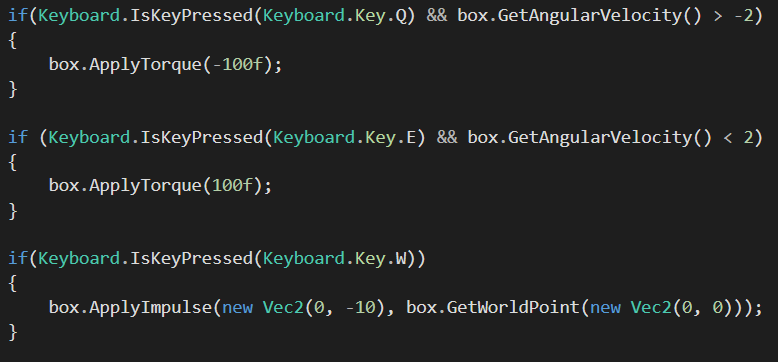 if(Keyboard.IsKeyPressed(Keyboard.Key.Q) && box.GetAngularVelocity() > -2)
{
    box.ApplyTorque(-100f);
}
if (Keyboard.IsKeyPressed(Keyboard.Key.E) && box.GetAngularVelocity() < 2)
{
    box.ApplyTorque(100f);
}
if(Keyboard.IsKeyPressed(Keyboard.Key.W))
{
    box.ApplyImpulse(new Vec2(0, -10), box.GetWorldPoint(new Vec2(0, 0)));
}